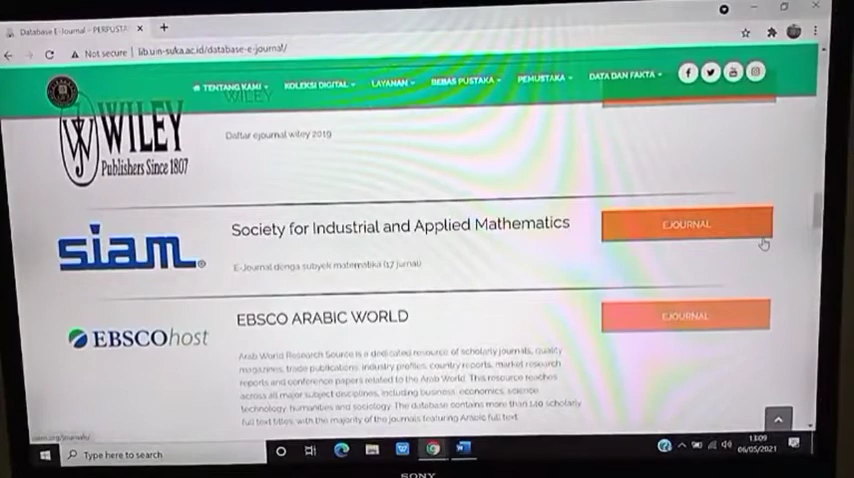 Database E-Journal - PERPUSTA
Not secure | lib.uin-suka.ac.id/database-e-journal/
TENTANG KAMI KOLEKSI DIGITAL LAYANAN BEBAS PUSTAKA PEMUSTAKA DATA DAN FAKTA
WILEY
WILEY
Publishers Since 1807
Daftar ejournal wiley 2019
siam
Society for Industrial and Applied Mathematics
EJOURNAL
E-Journal denga subyek matematika (17 jurnal)
EBSCOhost
EBSCO ARABIC WORLD
EJOURNAL
Arab World Research Source is a dedicated resource of scholarly journals, quality
magazines, trade publications, industry profiles, country reports, market research
reports and conference papers related to the Arab World. This resource reaches
across all major subject disciplines, including business, economics, science
technology, humanities and sociology. The database contains more than 140 scholarly
full text titles, with the majority of the journals featuring Arabic full text.
Type here to search
13:09
06/05/2021
SONY